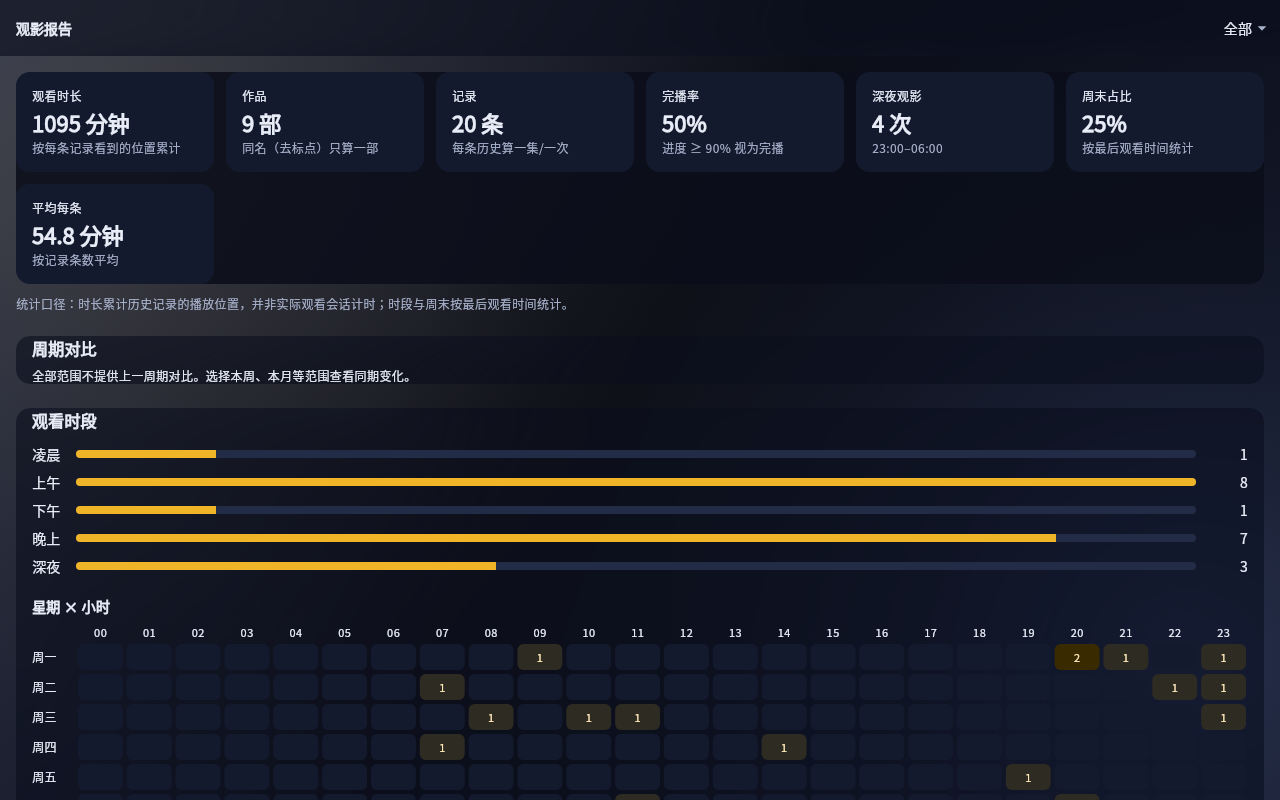 观影报告
全部
观看时长
1095 分钟
按每条记录看到的位置累计
作品
9 部
同名（去标点）只算一部
记录
20 条
每条历史算一集/一次
完播率
50%
进度 ≥ 90% 视为完播
深夜观影
4 次
23:00–06:00
周末占比
25%
按最后观看时间统计
平均每条
54.8 分钟
按记录条数平均
统计口径：时长累计历史记录的播放位置，并非实际观看会话计时；时段与周末按最后观看时间统计。
周期对比
全部范围不提供上一周期对比。选择本周、本月等范围查看同期变化。
观看时段
凌晨 1
上午 8
下午 1
晚上 7
深夜 3
星期 × 小时
00 01 02 03 04 05 06 07 08 09 10 11 12 13 14 15 16 17 18 19 20 21 22 23
周一 1 2 1 1
周二 1 1 1
周三 1 1 1 1
周四 1 1
周五 1